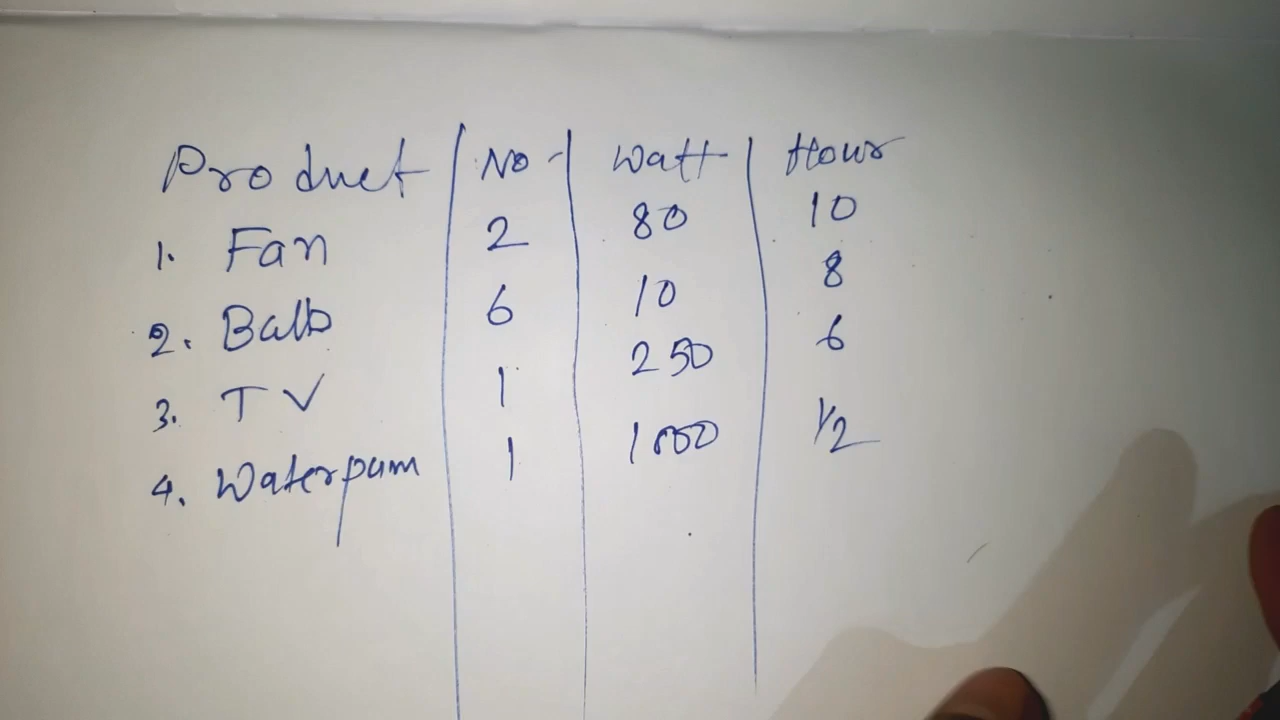 Product No Watt Hour
1. Fan 2 80 10
2. Balb 6 10 8
3. TV 1 250 6
4. Waterpum 1 1000 1/2